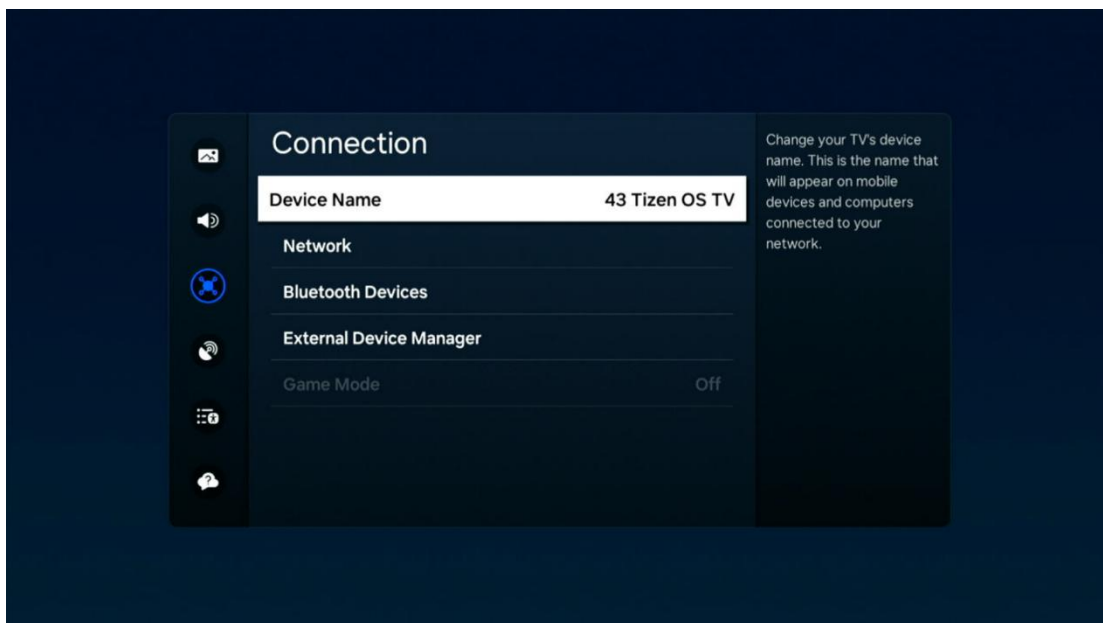 Connection
Device Name 43 Tizen OS TV
Network
Bluetooth Devices
External Device Manager
Game Mode Off
Change your TV's device
name. This is the name that
will appear on mobile
devices and computers
connected to your
network.